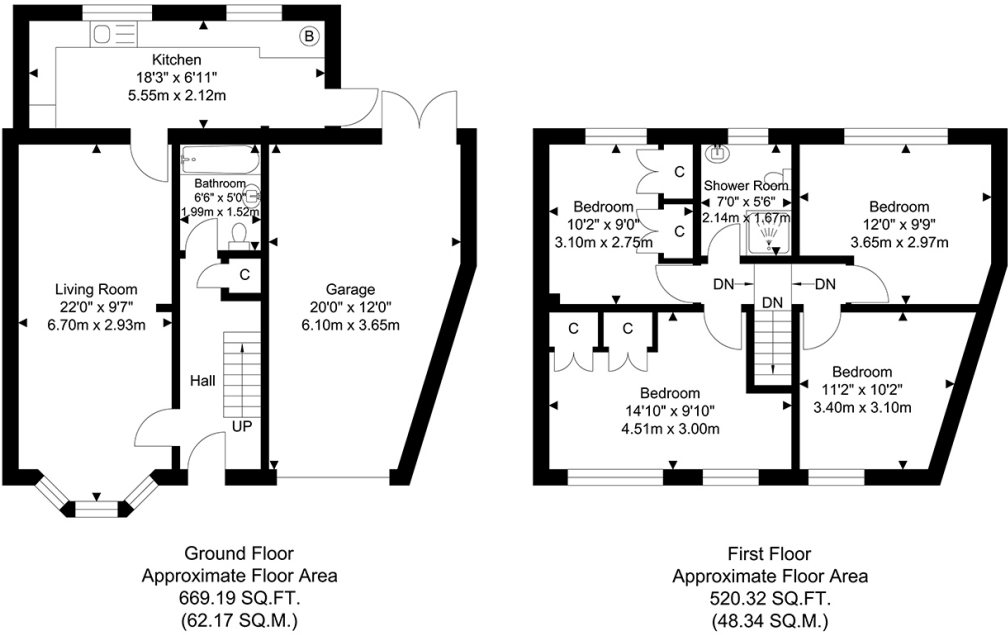 B
Kitchen
18'3" x 6'11"
5.55m x 2.12m
Bathroom
6'6" x 5'0"
1.99m x 1.52m
C
Living Room
22'0" x 9'7"
6.70m x 2.93m
Garage
20'0" x 12'0"
6.10m x 3.65m
Hall
UP
Ground Floor
Approximate Floor Area
669.19 SQ.FT.
(62.17 SQ.M.)
C
Bedroom
10'2" x 9'0"
3.10m x 2.75m
C
Shower Room
7'0" x 5'6"
2.14m x 1.67m
Bedroom
12'0" x 9'9"
3.65m x 2.97m
DN
DN
DN
C
C
Bedroom
14'10" x 9'10"
4.51m x 3.00m
Bedroom
11'2" x 10'2"
3.40m x 3.10m
First Floor
Approximate Floor Area
520.32 SQ.FT.
(48.34 SQ.M.)